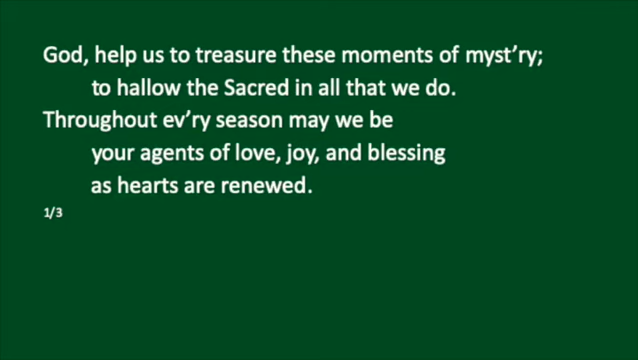 God, help us to treasure these moments of myst’ry;
to hallow the Sacred in all that we do.
Throughout ev’ry season may we be
your agents of love, joy, and blessing
as hearts are renewed.
1/3